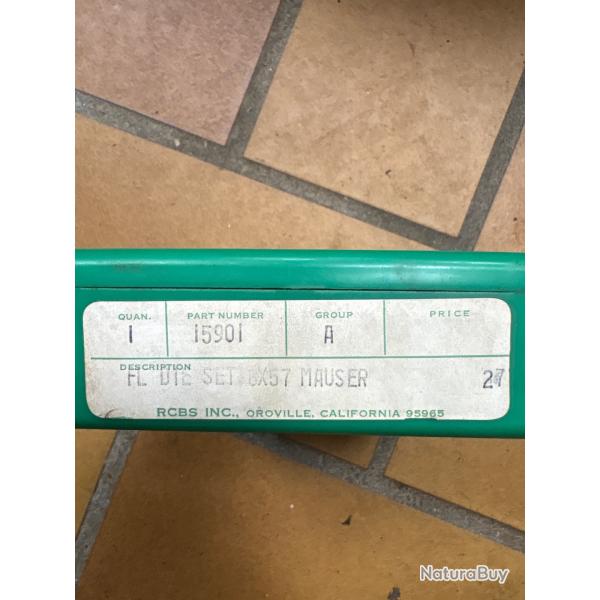 QUAN. PART NUMBER GROUP PRICE
1 15901 A
DESCRIPTION
FL DIE SET 8X57 MAUSER 27
RCBS INC., OROVILLE, CALIFORNIA 95965
NaturaBuy